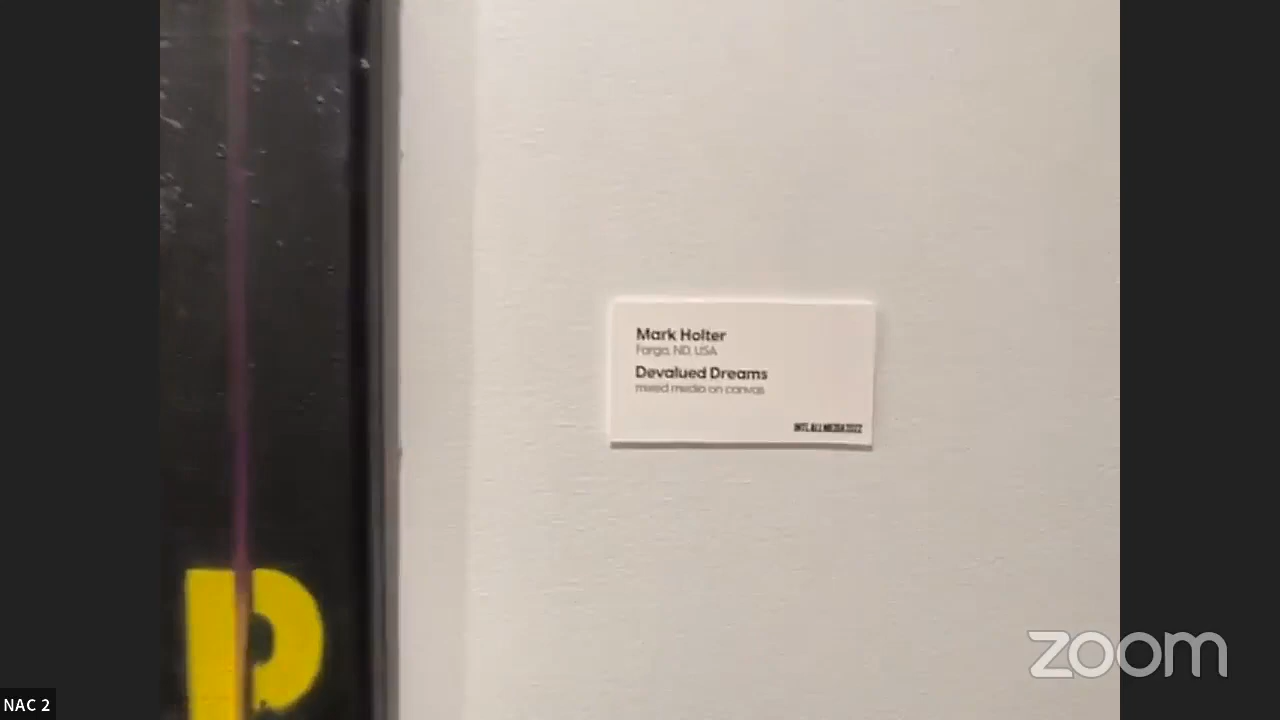 Mark Holter
Fargo, ND, USA
Devalued Dreams
mixed media on canvas
INTL ALL MEDIA 2022
p
zoom
NAC 2